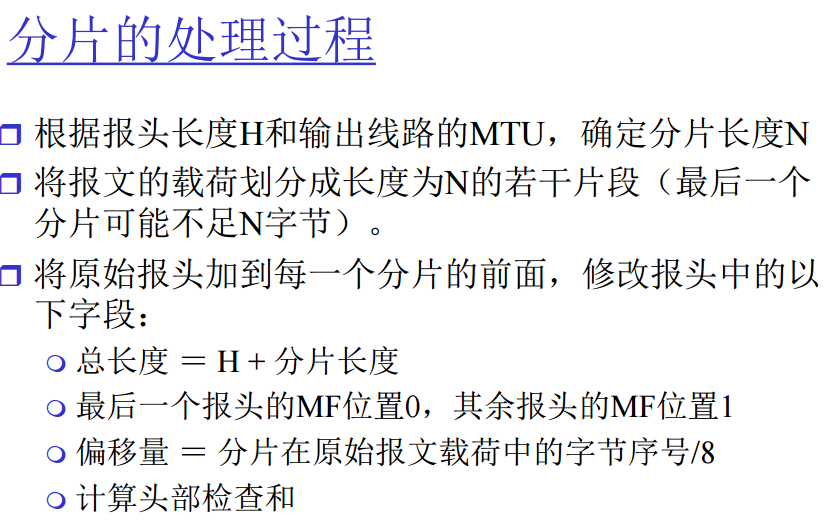 分片的处理过程
根据报头长度H和输出线路的MTU，确定分片长度N
将报文的载荷划分成长度为N的若干片段（最后一个
分片可能不足N字节）。
将原始报头加到每一个分片的前面，修改报头中的以
下字段：
总长度 ＝ H + 分片长度
最后一个报头的MF位置0，其余报头的MF位置1
偏移量 ＝ 分片在原始报文载荷中的字节序号/8
计算头部检查和